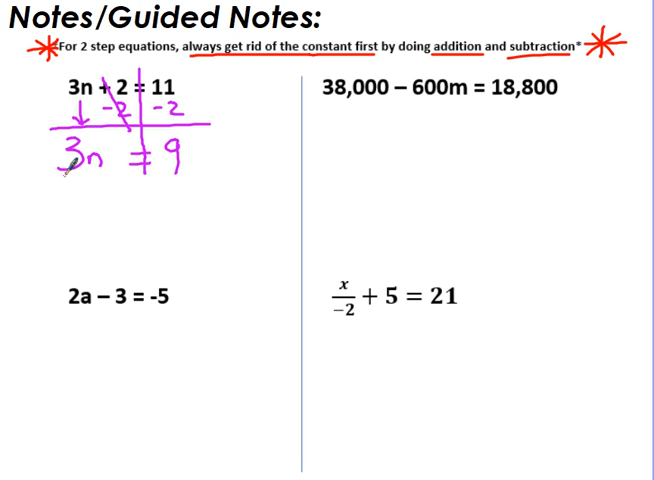 Notes/Guided Notes:
*For 2 step equations, always get rid of the constant first by doing addition and subtraction*
3n + 2 = 11
-2 -2
3n = 9
38,000 – 600m = 18,800
2a – 3 = -5
x/-2 + 5 = 21